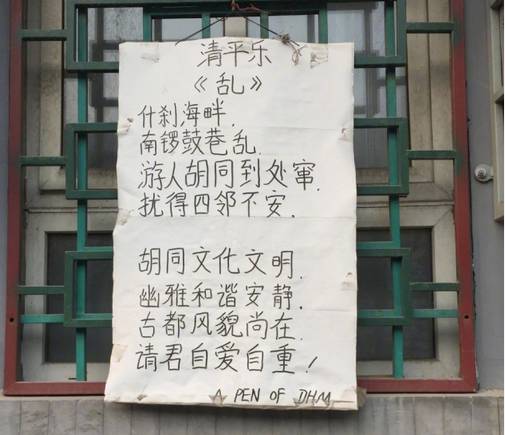 清平乐
《乱》
什刹海畔.
南锣鼓巷乱.
游人胡同到处窜.
扰得四邻不安.
胡同文化文明.
幽雅和谐安静.
古都风貌尚在.
请君自爱自重！
A PEN OF DHM